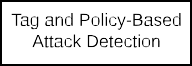 Tag and Policy-Based
Attack Detection